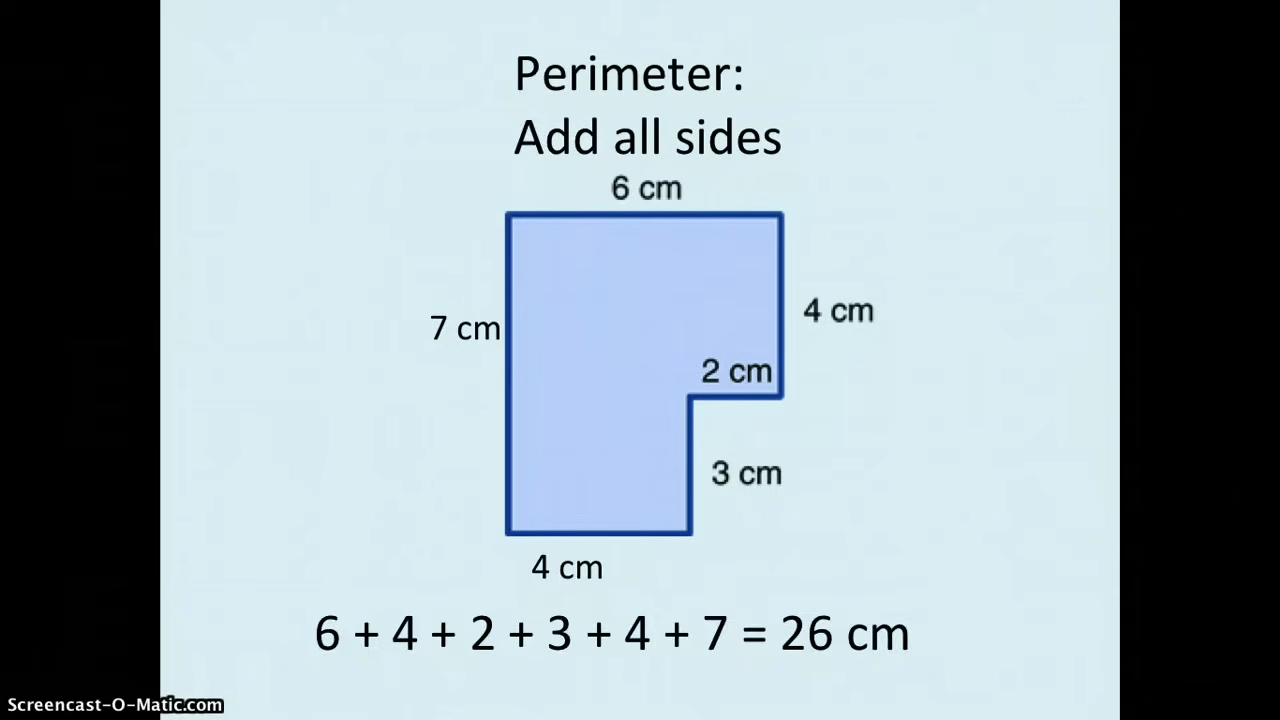 Perimeter:
Add all sides
6 cm
7 cm
4 cm
2 cm
3 cm
4 cm
6 + 4 + 2 + 3 + 4 + 7 = 26 cm
Screencast-O-Matic.com